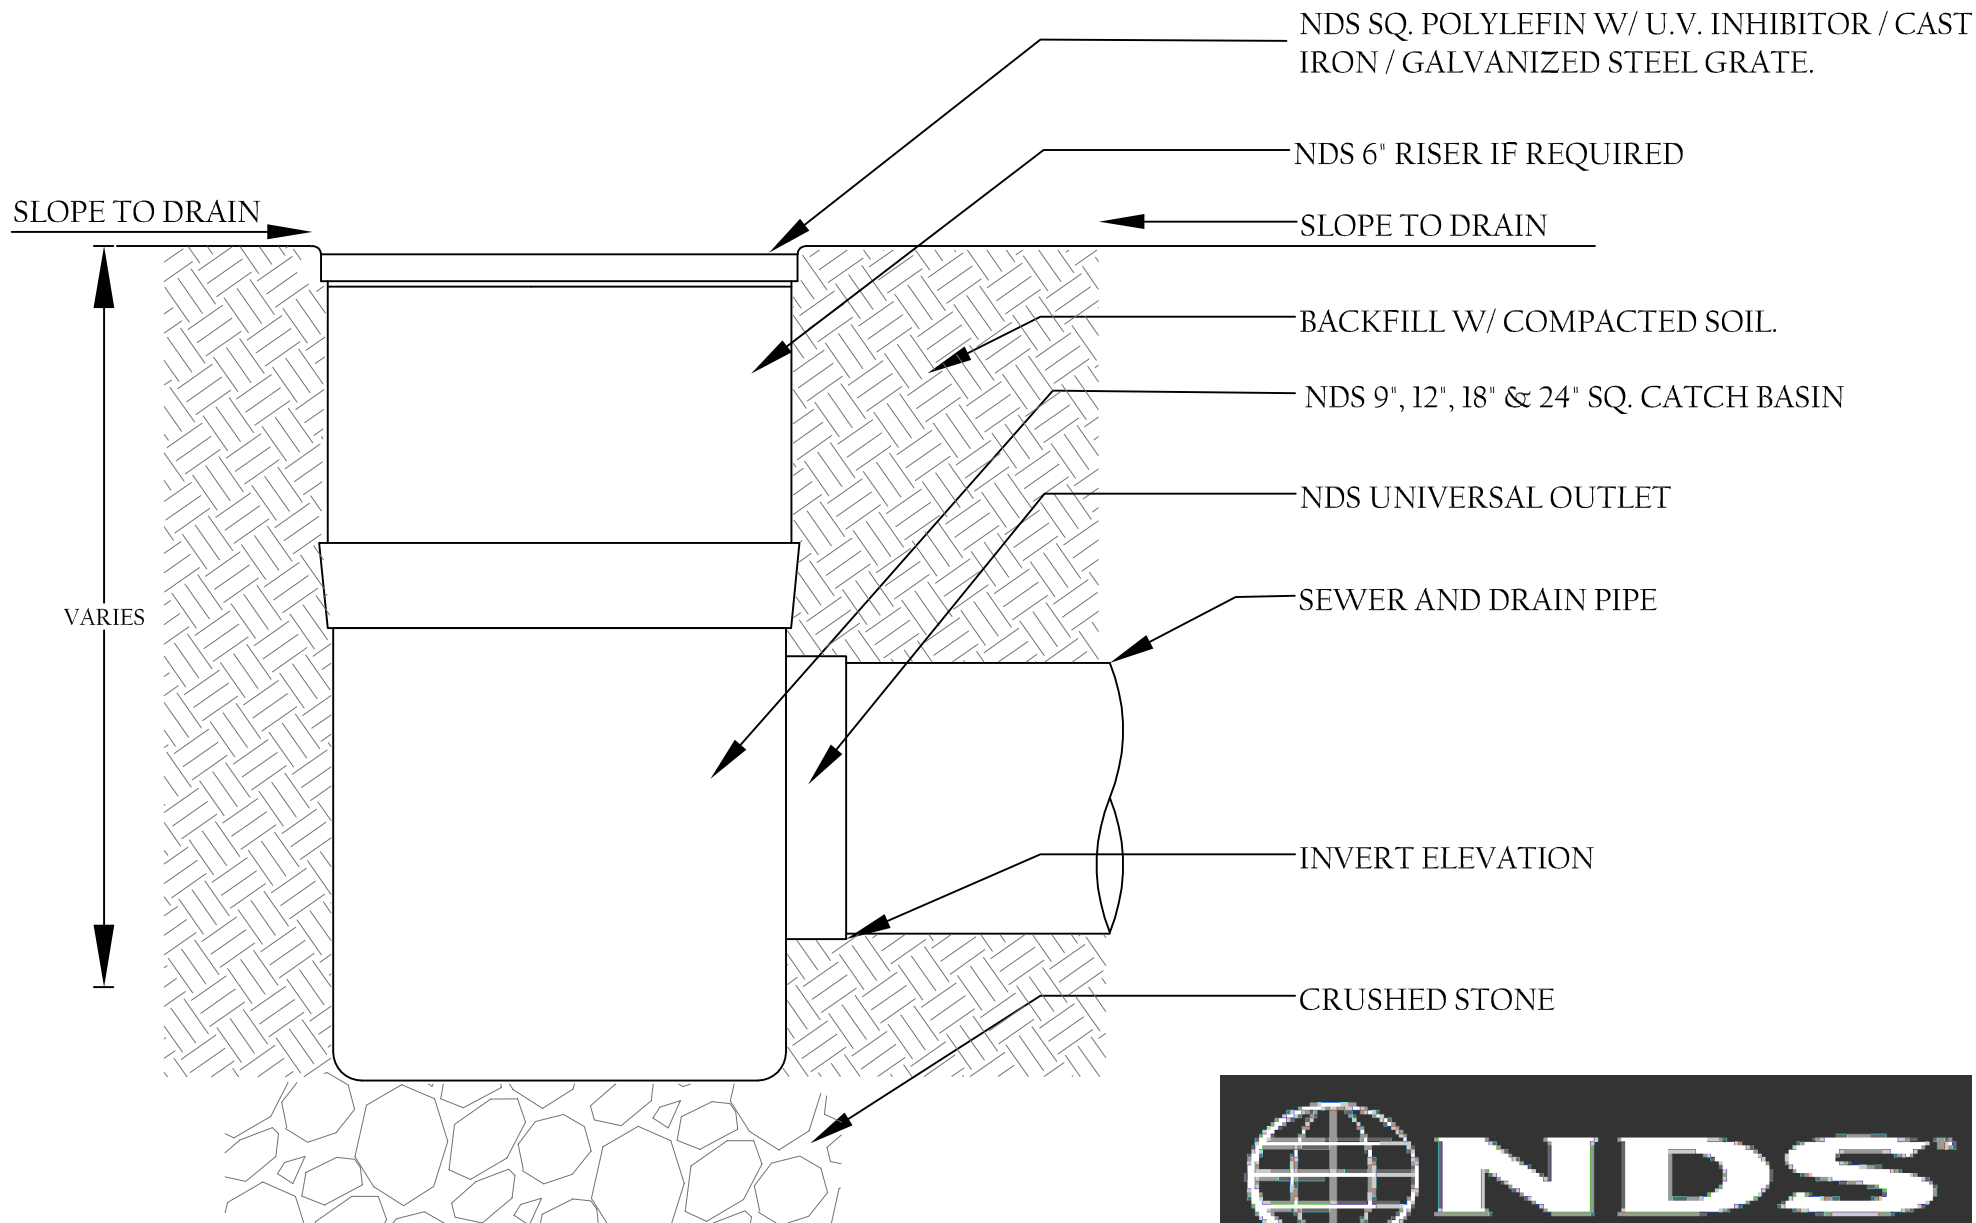 NDS SQ. POLYLEFIN W/ U.V. INHIBITOR / CAST
IRON / GALVANIZED STEEL GRATE.
NDS 6" RISER IF REQUIRED
SLOPE TO DRAIN
SLOPE TO DRAIN
BACKFILL W/ COMPACTED SOIL.
NDS 9", 12", 18" & 24" SQ. CATCH BASIN
NDS UNIVERSAL OUTLET
SEWER AND DRAIN PIPE
VARIES
INVERT ELEVATION
CRUSHED STONE
NDS